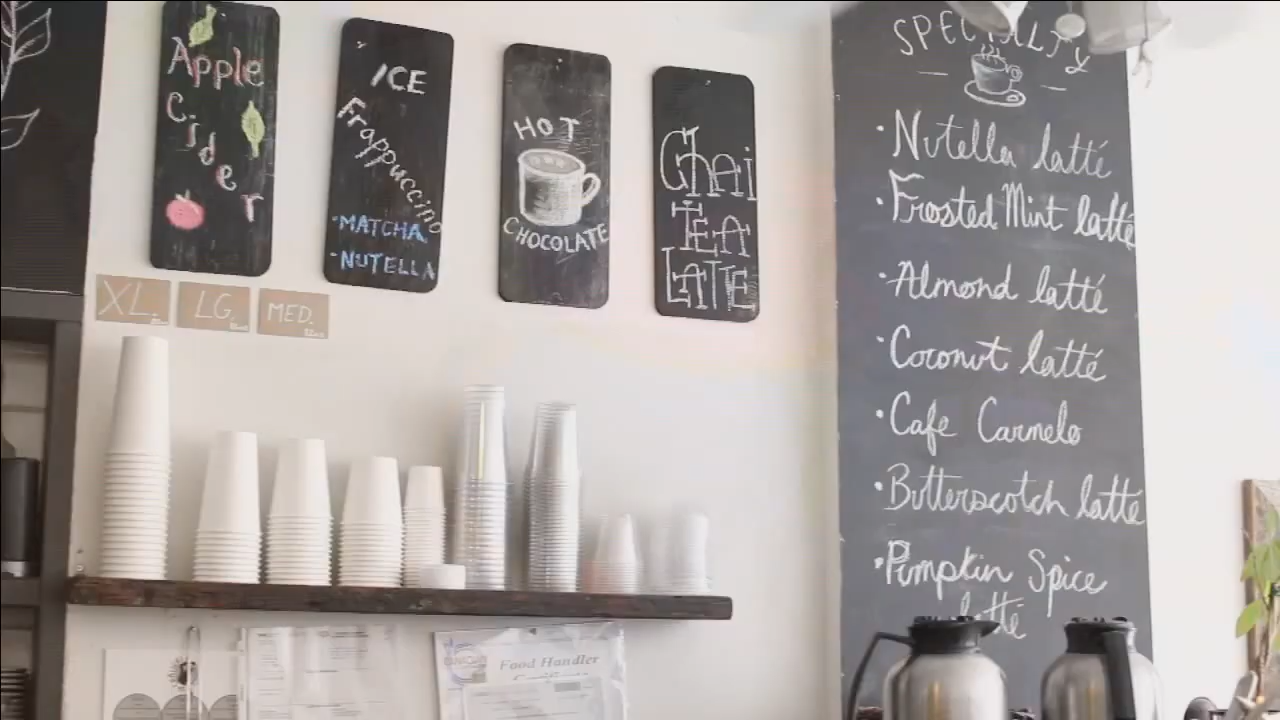 Apple
Cider
ICE
Frappuccino
·MATCHA
·NUTELLA
HOT
CHOCOLATE
CHAI
TEA
LATTE
XL.
LG.
MED.
SPECIALTY
·Nutella latté
·Frosted Mint latté
·Almond latté
·Coconut latté
·Cafe Carmelo
·Butterscotch latté
·Pumpkin Spice
latté
Food Handler